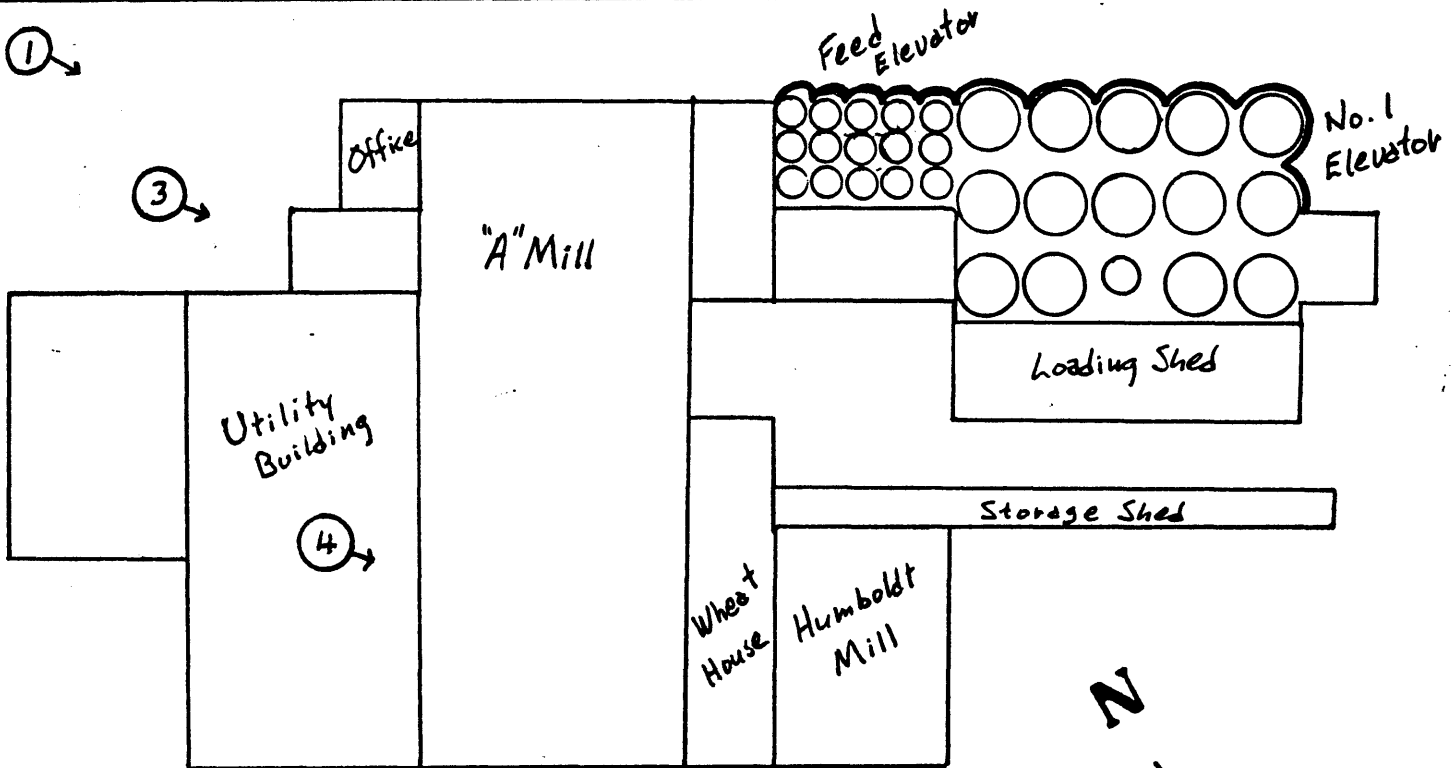 1
Feed
Elevator
No. 1
Elevator
Office
3
"A" Mill
Loading Shed
Utility
Building
4
Storage Shed
Wheat
House
Humboldt
Mill
N